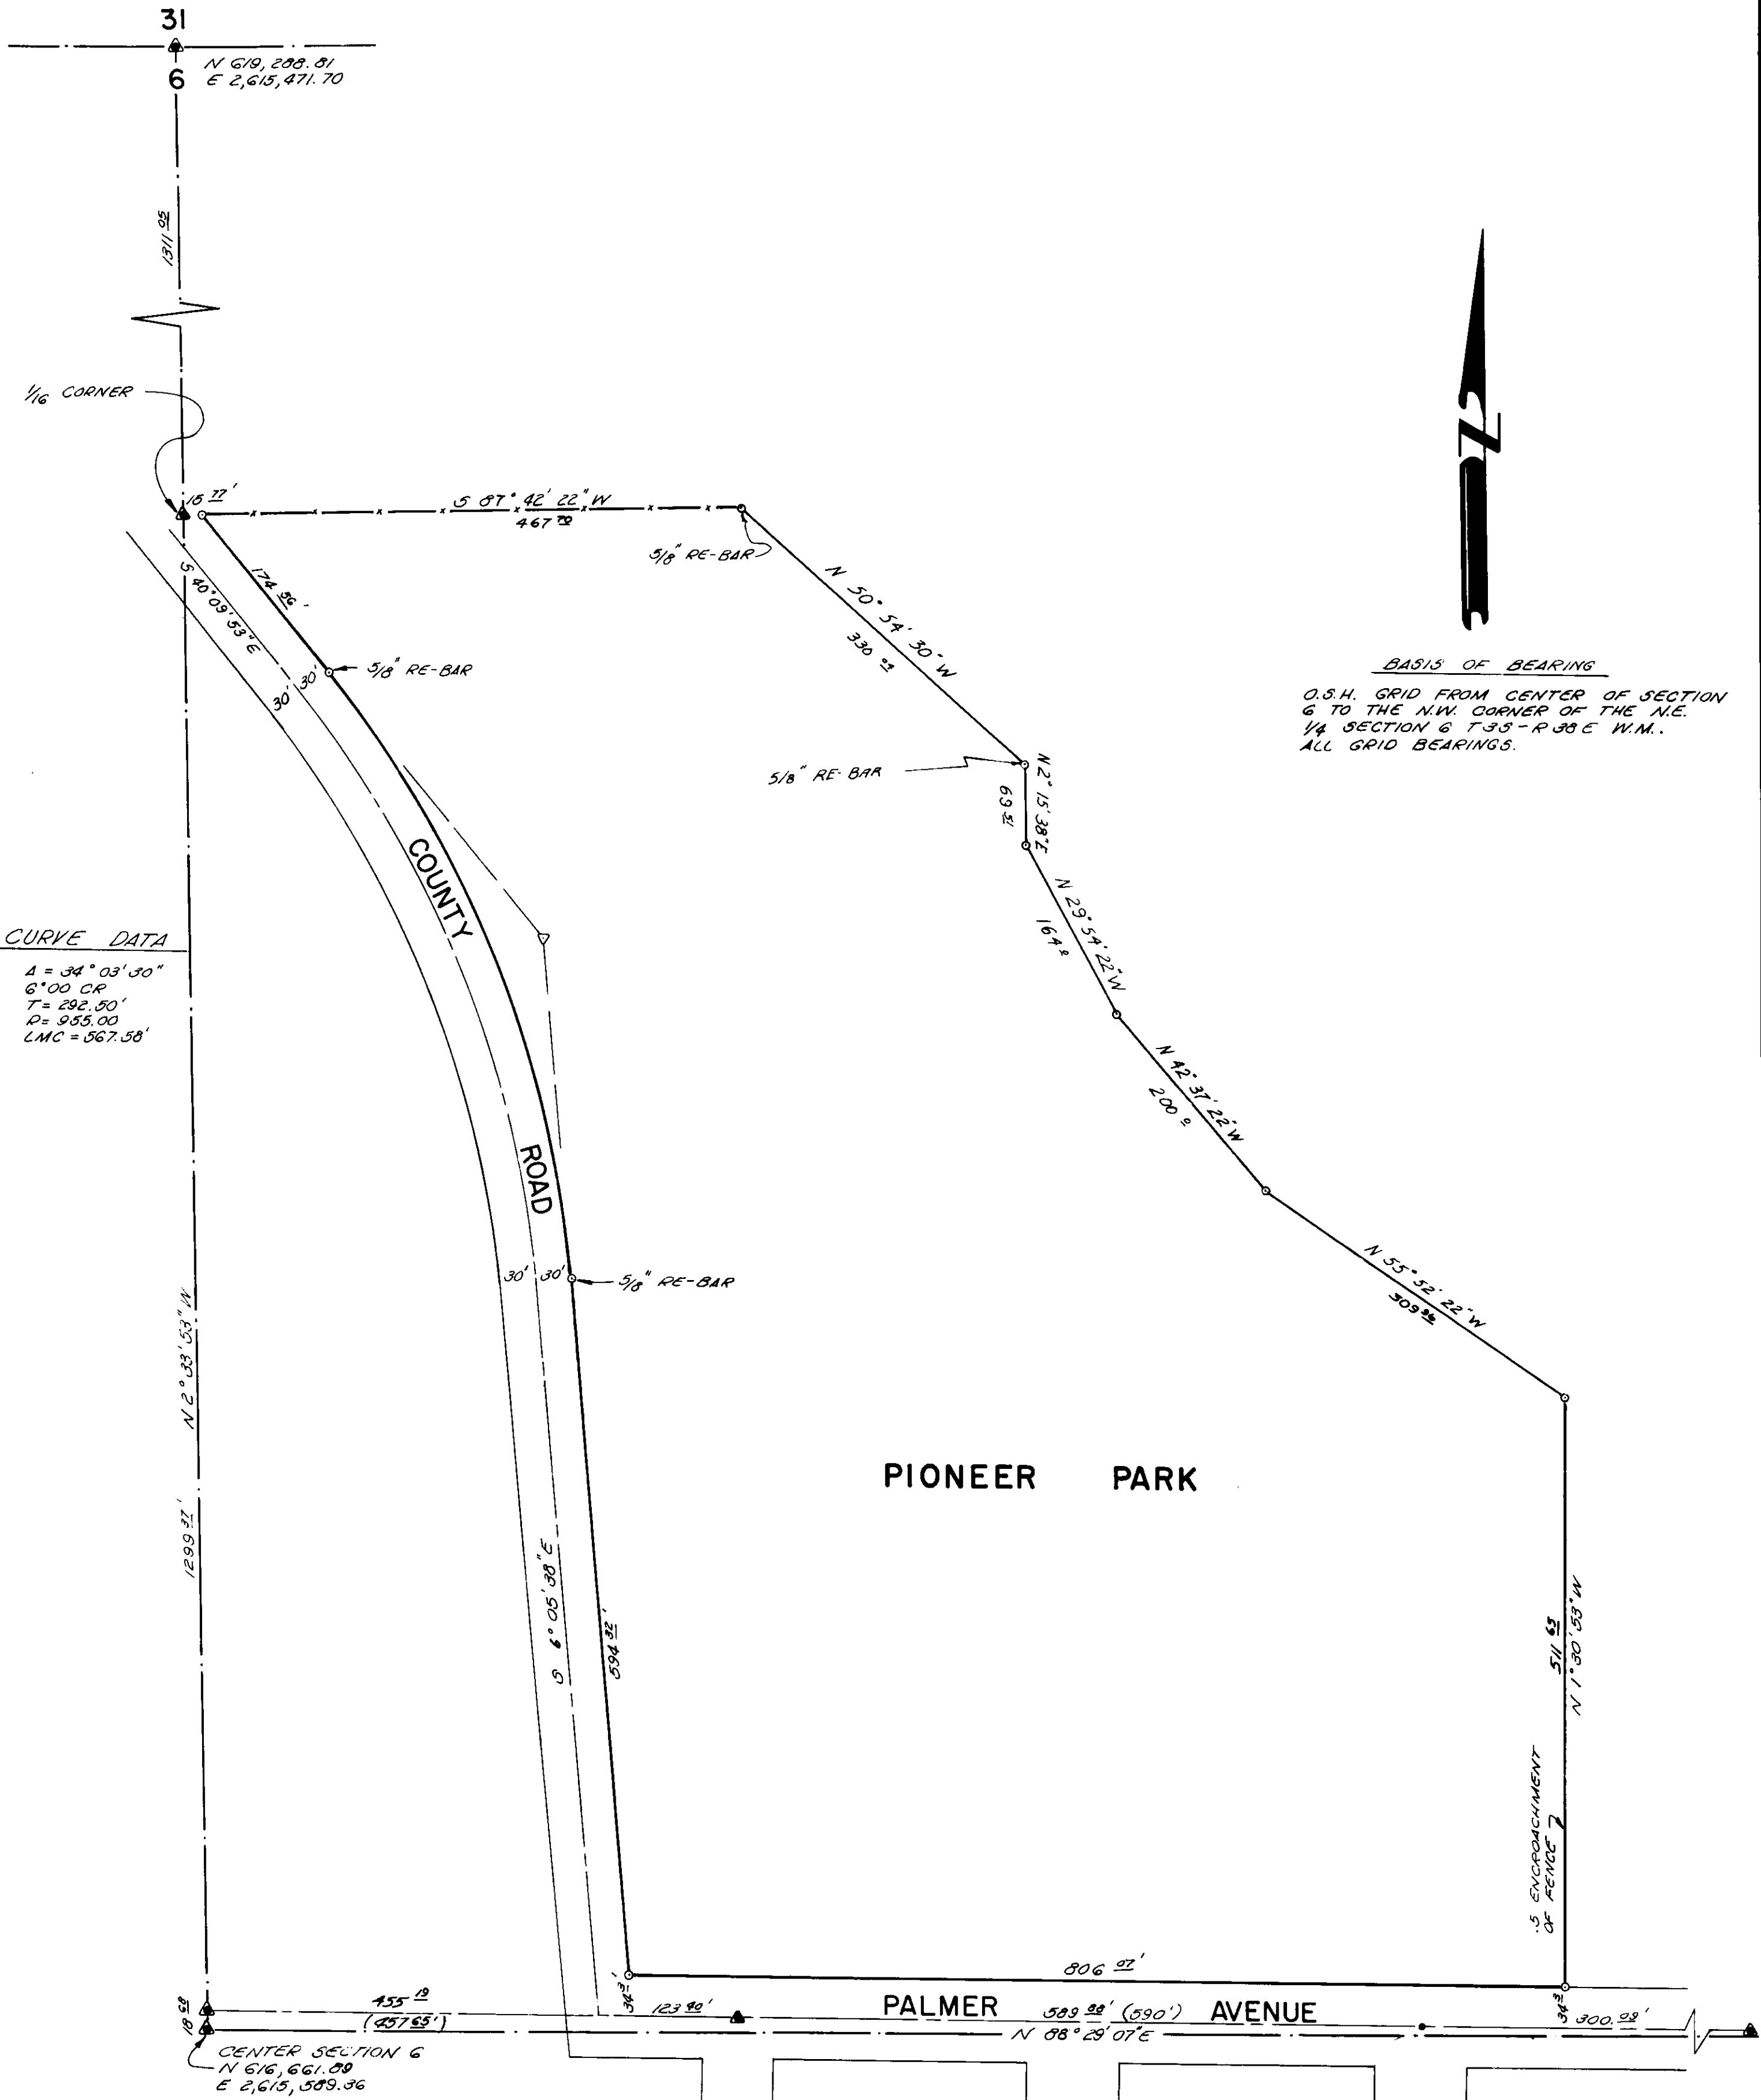 31
6
N 619,288.81
E 2,615,471.70
1311 05
1/16 CORNER
16 77'
S 87° 42' 22" W
467 70
5/8" RE-BAR
N 50° 54' 30" W
330 09
174 56'
S 40° 09' 53" E
30' 30'
5/8" RE-BAR
BASIS OF BEARING
O.S.H. GRID FROM CENTER OF SECTION
6 TO THE N.W. CORNER OF THE N.E.
1/4 SECTION 6 T3S-R38E W.M..
ALL GRID BEARINGS.
5/8" RE-BAR
N 2° 15' 38" E
69 51
N 29° 54' 22" W
164 0
COUNTY
ROAD
CURVE DATA
Δ = 34° 03' 30"
6°00 CR
T = 292.50'
R = 955.00
LMC = 567.58'
N 42° 37' 22" W
200 0
N 55° 52' 22" W
309 96
30' 30'
5/8" RE-BAR
N 2° 33' 53" W
1299 37'
PIONEER PARK
S 6° 05' 38" E
594 32'
511 65
N 1° 30' 53" W
.5 ENCROACHMENT
OF FENCE
806 07'
34 3'
34 3
18 68
455 19
(457 65')
123 40'
PALMER AVENUE
589 98' (590')
300.09'
N 88° 29' 07" E
CENTER SECTION 6
N 616,661.89
E 2,615,589.36